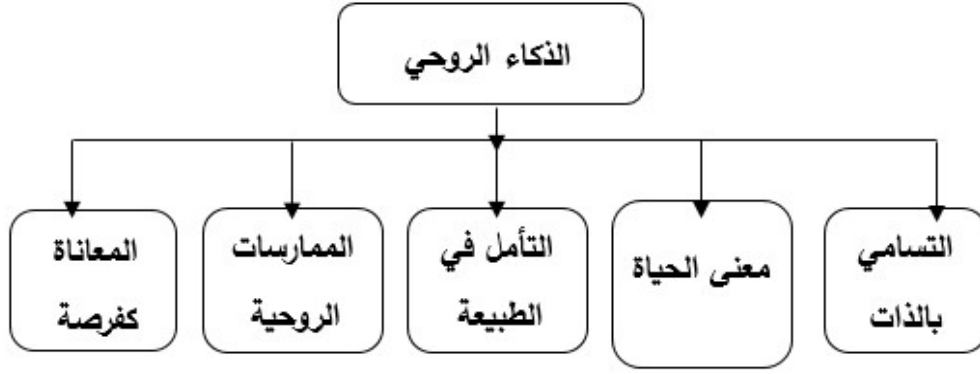 الذكاء الروحي
التسامي
بالذات
معنى الحياة
التأمل في
الطبيعة
الممارسات
الروحية
المعاناة
كفرصة